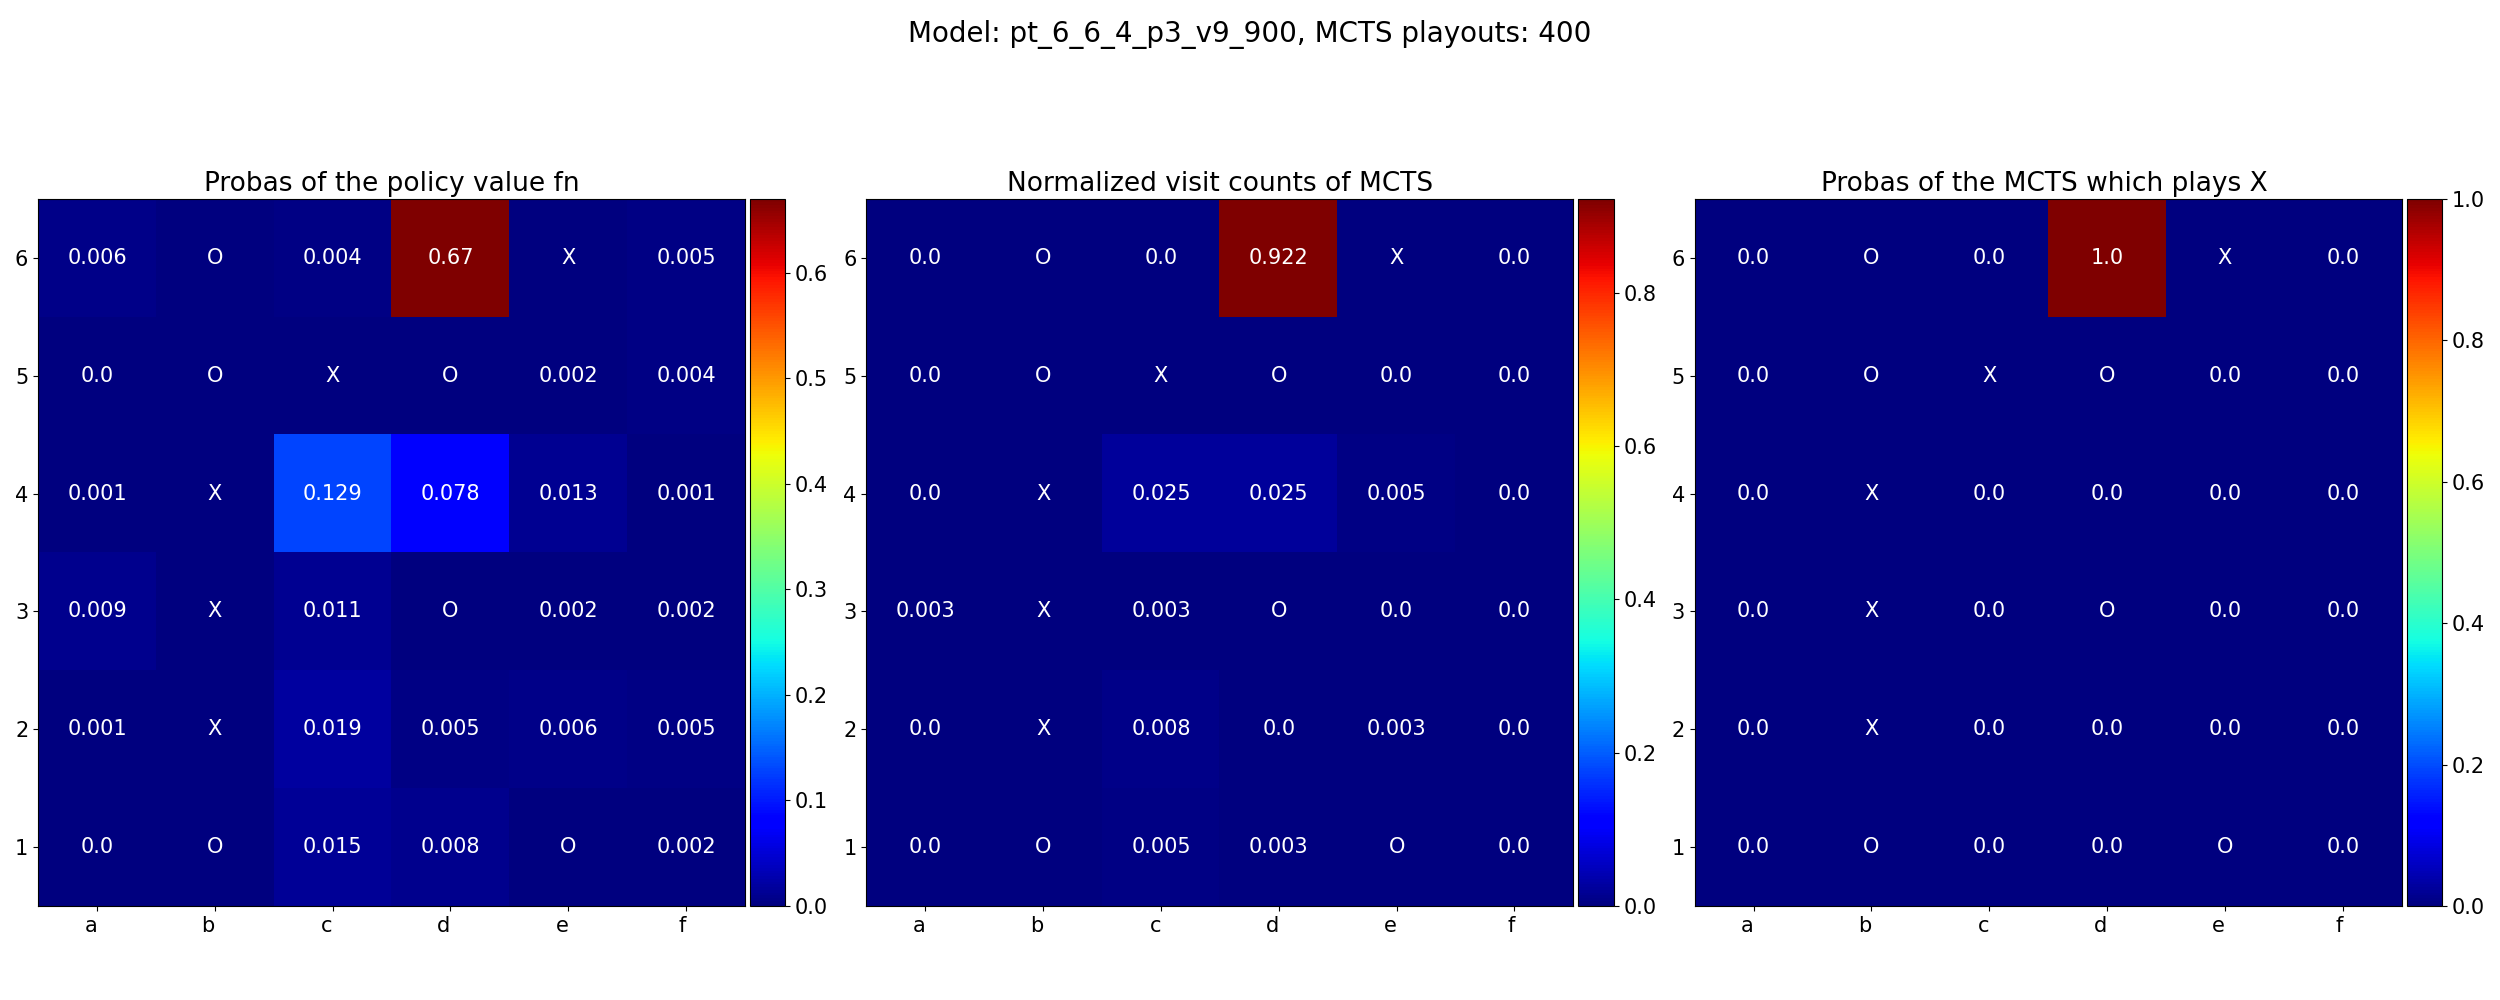 Model: pt_6_6_4_p3_v9_900, MCTS playouts: 400
Probas of the policy value fn
6 0.006 O 0.004 0.67 X 0.005
5 0.0 O X O 0.002 0.004
4 0.001 X 0.129 0.078 0.013 0.001
3 0.009 X 0.011 O 0.002 0.002
2 0.001 X 0.019 0.005 0.006 0.005
1 0.0 O 0.015 0.008 O 0.002
a b c d e f
0.6
0.5
0.4
0.3
0.2
0.1
0.0
Normalized visit counts of MCTS
6 0.0 O 0.0 0.922 X 0.0
5 0.0 O X O 0.0 0.0
4 0.0 X 0.025 0.025 0.005 0.0
3 0.003 X 0.003 O 0.0 0.0
2 0.0 X 0.008 0.0 0.003 0.0
1 0.0 O 0.005 0.003 O 0.0
a b c d e f
0.8
0.6
0.4
0.2
0.0
Probas of the MCTS which plays X
6 0.0 O 0.0 1.0 X 0.0
5 0.0 O X O 0.0 0.0
4 0.0 X 0.0 0.0 0.0 0.0
3 0.0 X 0.0 O 0.0 0.0
2 0.0 X 0.0 0.0 0.0 0.0
1 0.0 O 0.0 0.0 O 0.0
a b c d e f
1.0
0.8
0.6
0.4
0.2
0.0